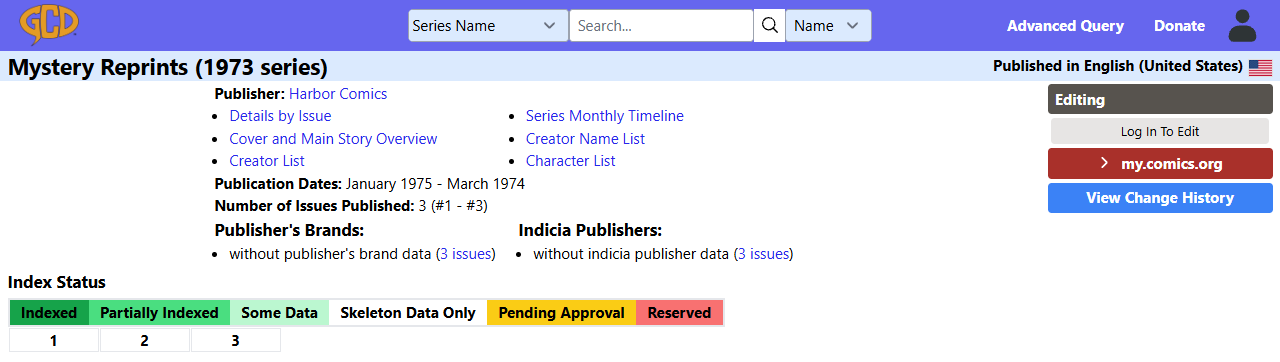 GCD
Series Name Search... Name Advanced Query Donate
Mystery Reprints (1973 series) Published in English (United States)
Publisher: Harbor Comics
Details by Issue
Cover and Main Story Overview
Creator List
Series Monthly Timeline
Creator Name List
Character List
Publication Dates: January 1975 - March 1974
Number of Issues Published: 3 (#1 - #3)
Publisher's Brands:
without publisher's brand data (3 issues)
Indicia Publishers:
without indicia publisher data (3 issues)
Editing
Log In To Edit
my.comics.org
View Change History
Index Status
Indexed Partially Indexed Some Data Skeleton Data Only Pending Approval Reserved
1 2 3